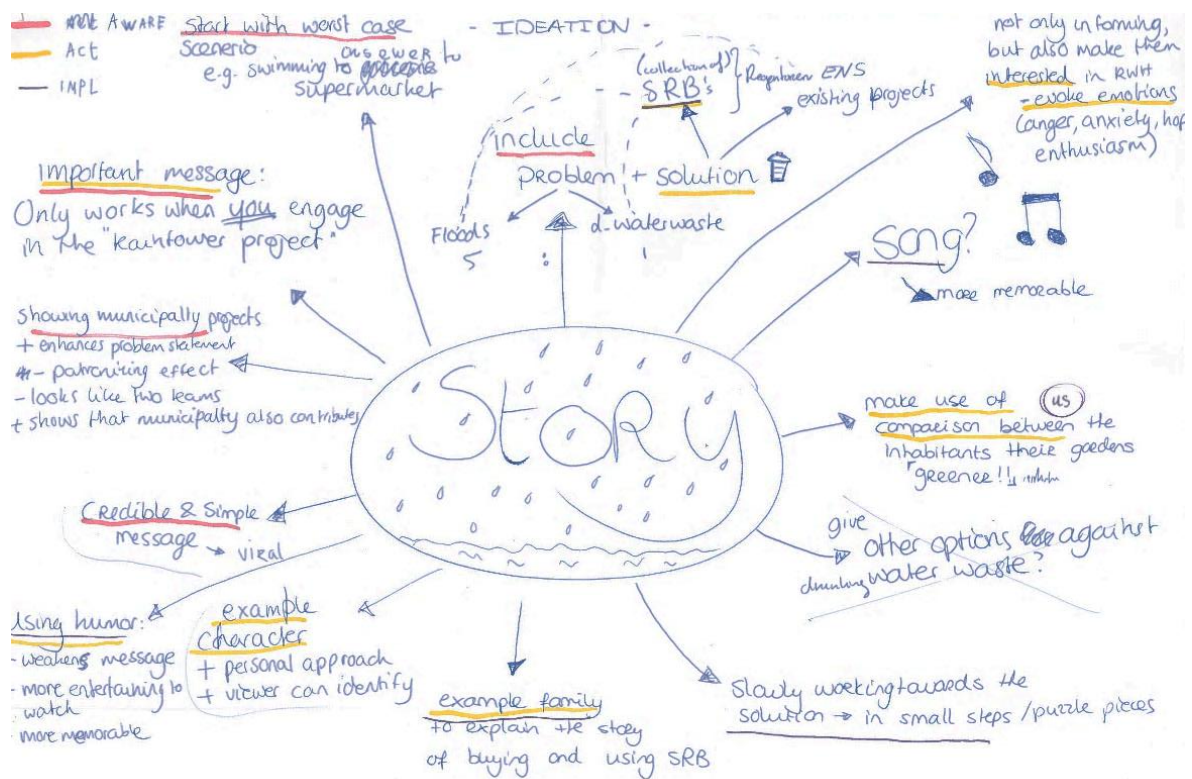 AWARE
Act
IMPL
- IDEATION -
Start with worst case
scenerio
e.g. swimming to
answer to
supermarket
(collection of)
SRB's
ENS
existing projects
include
problem + solution
Floods
d-waterwaste
not only informing,
but also make them
interested in RWH
- evoke emotions
(anger, anxiety, hop
enthusiasm)
important message:
Only works when you engage
in the "Raintower project"
Song?
more memorable
Showing municipally projects
+ enhances problem statement
- patronizing effect
- looks like two teams
+ shows that municipalty also contributes
STORY
make use of us
comparison between the
inhabitants their gardens
"greener!!"
Credible & Simple
message → viral
give
other options against
drinking water waste?
Using humor:
- weakens message
- more entertaining to
watch
more memorable
example
character
+ personal approach
+ viewer can identify
example family
to explain the story
of buying and using SRB
Slowly working towards the
solution → in small steps / puzzle pieces